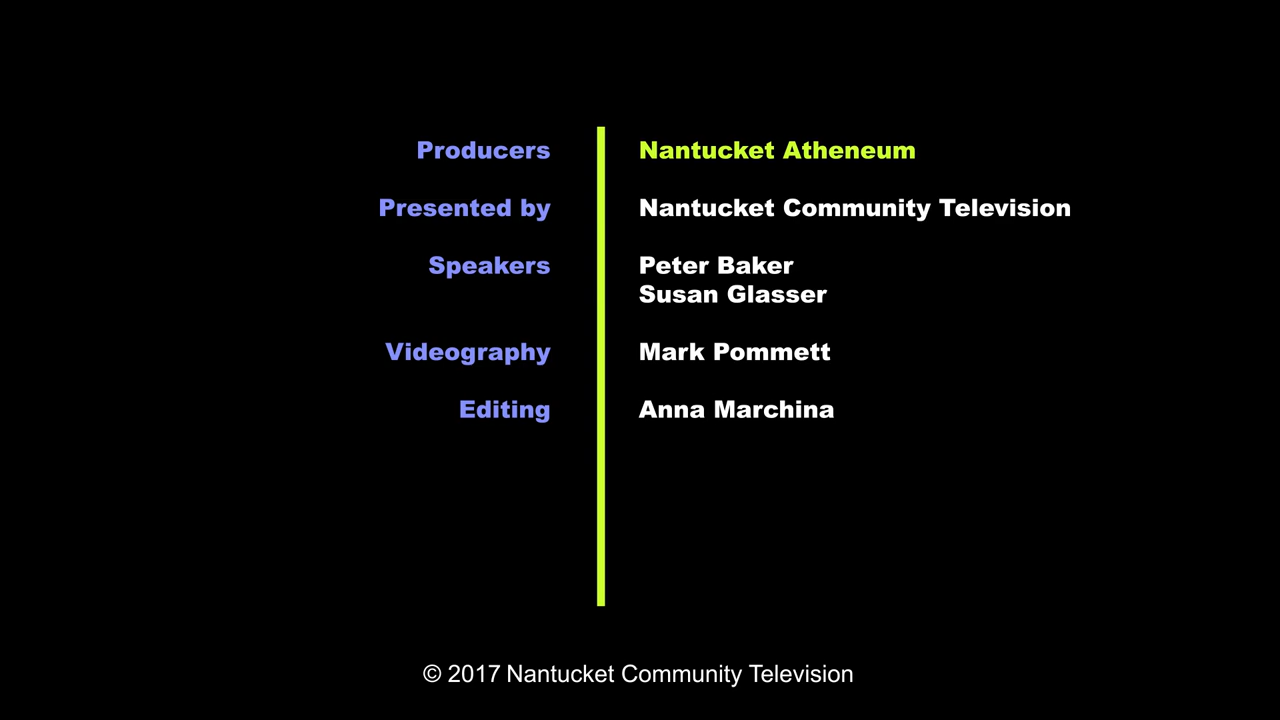 Producers Nantucket Atheneum
Presented by Nantucket Community Television
Speakers Peter Baker
Susan Glasser
Videography Mark Pommett
Editing Anna Marchina
© 2017 Nantucket Community Television